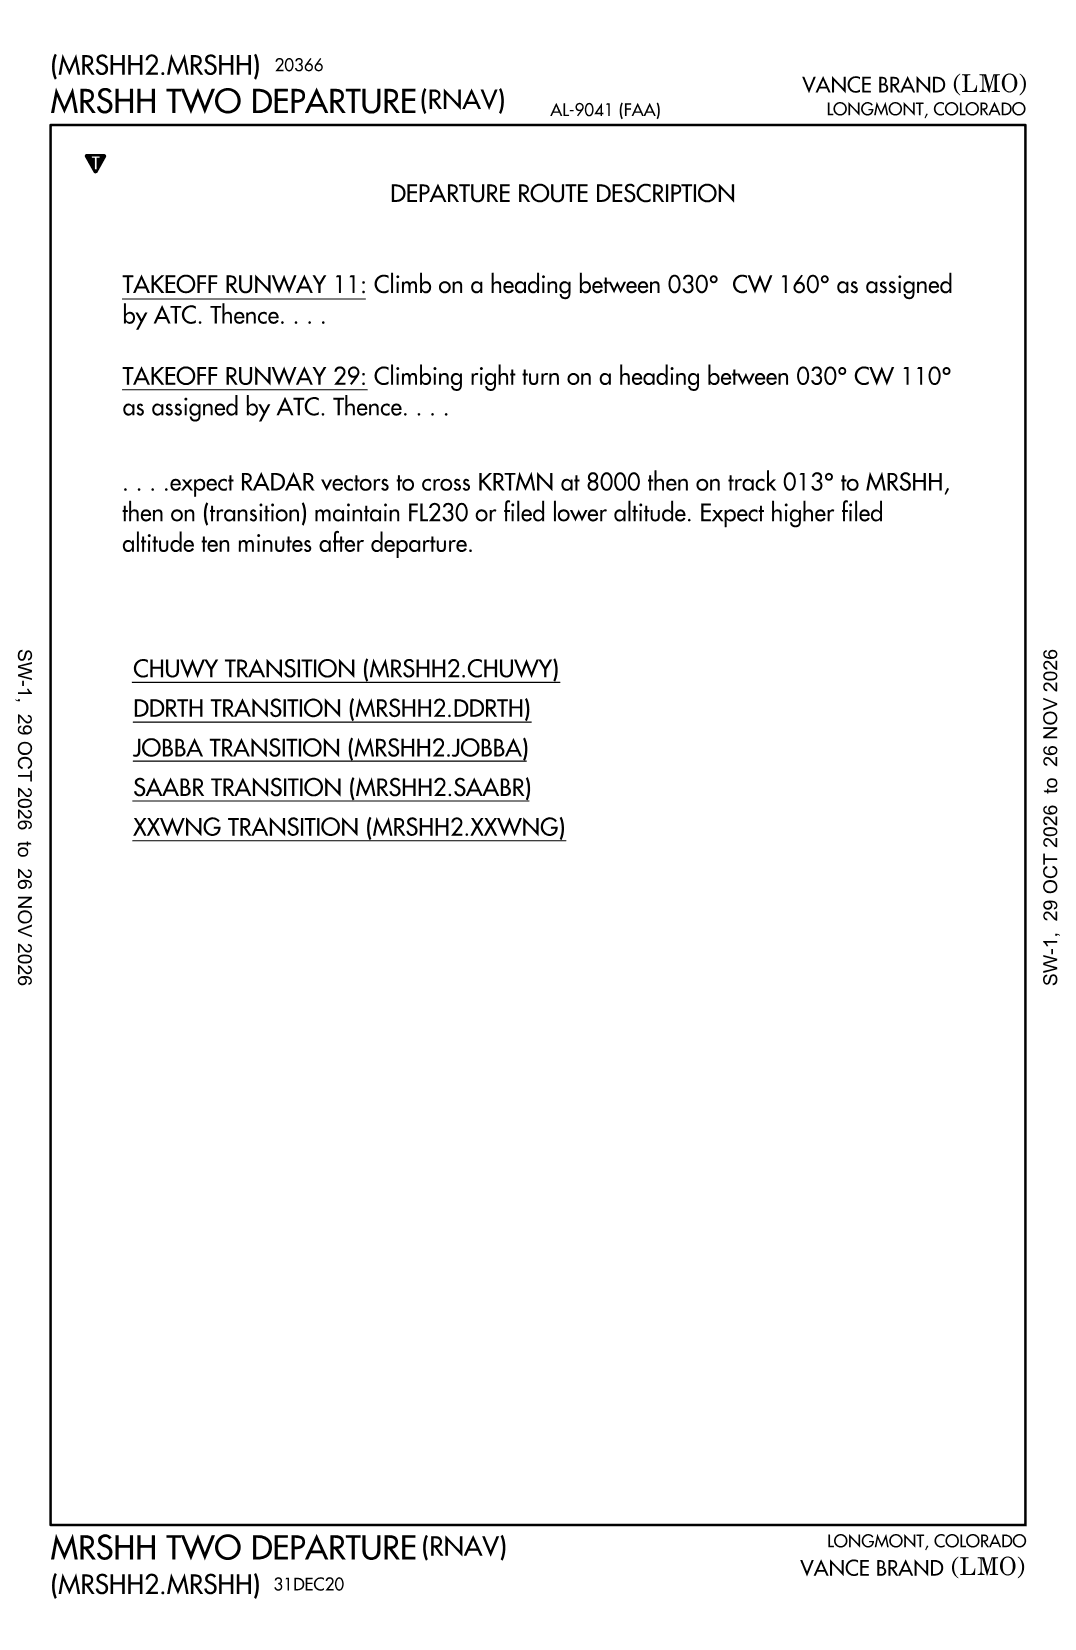 (MRSHH2.MRSHH) 20366
MRSHH TWO DEPARTURE (RNAV)
AL-9041 (FAA)
VANCE BRAND (LMO)
LONGMONT, COLORADO
T
DEPARTURE ROUTE DESCRIPTION
TAKEOFF RUNWAY 11: Climb on a heading between 030° CW 160° as assigned
by ATC. Thence. . . .
TAKEOFF RUNWAY 29: Climbing right turn on a heading between 030° CW 110°
as assigned by ATC. Thence. . . .
. . . .expect RADAR vectors to cross KRTMN at 8000 then on track 013° to MRSHH,
then on (transition) maintain FL230 or filed lower altitude. Expect higher filed
altitude ten minutes after departure.
CHUWY TRANSITION (MRSHH2.CHUWY)
DDRTH TRANSITION (MRSHH2.DDRTH)
JOBBA TRANSITION (MRSHH2.JOBBA)
SAABR TRANSITION (MRSHH2.SAABR)
XXWNG TRANSITION (MRSHH2.XXWNG)
SW-1, 29 OCT 2026 to 26 NOV 2026
SW-1, 29 OCT 2026 to 26 NOV 2026
MRSHH TWO DEPARTURE (RNAV)
(MRSHH2.MRSHH) 31DEC20
LONGMONT, COLORADO
VANCE BRAND (LMO)